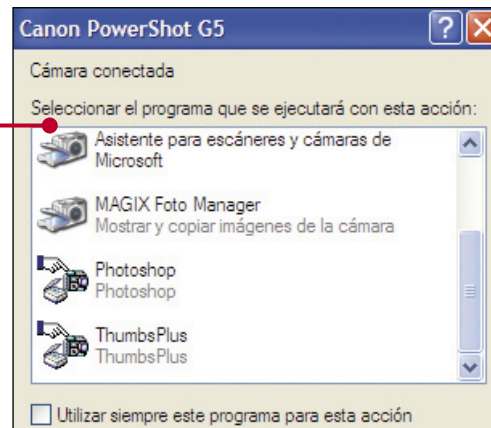 Canon PowerShot G5
Cámara conectada
Seleccionar el programa que se ejecutará con esta acción:
Asistente para escáneres y cámaras de
Microsoft
MAGIX Foto Manager
Mostrar y copiar imágenes de la cámara
Photoshop
Photoshop
ThumbsPlus
ThumbsPlus
Utilizar siempre este programa para esta acción